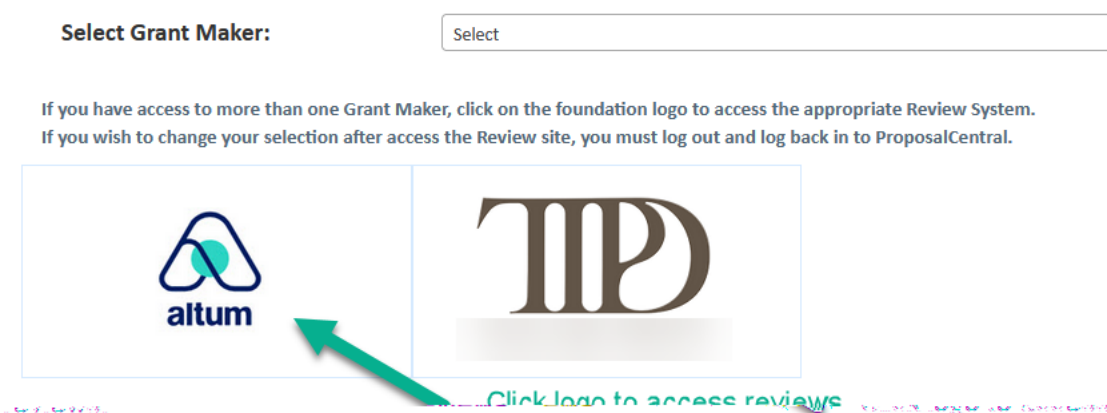 Select Grant Maker:
Select
If you have access to more than one Grant Maker, click on the foundation logo to access the appropriate Review System.
If you wish to change your selection after access the Review site, you must log out and log back in to ProposalCentral.
altum
TPD
Click logo to access reviews